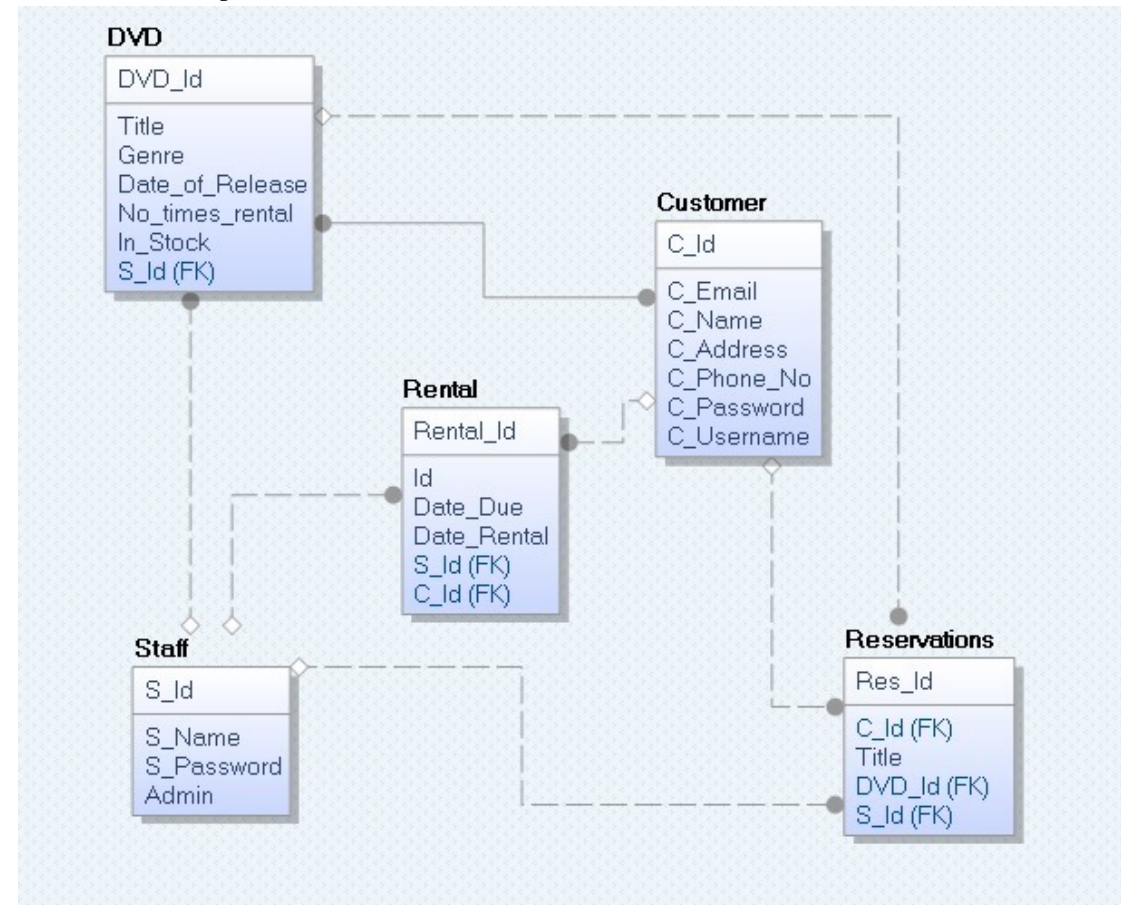 DVD
DVD_Id
Title
Genre
Date_of_Release
No_times_rental
In_Stock
S_Id (FK)
Customer
C_Id
C_Email
C_Name
C_Address
C_Phone_No
C_Password
C_Username
Rental
Rental_Id
Id
Date_Due
Date_Rental
S_Id (FK)
C_Id (FK)
Staff
S_Id
S_Name
S_Password
Admin
Reservations
Res_Id
C_Id (FK)
Title
DVD_Id (FK)
S_Id (FK)